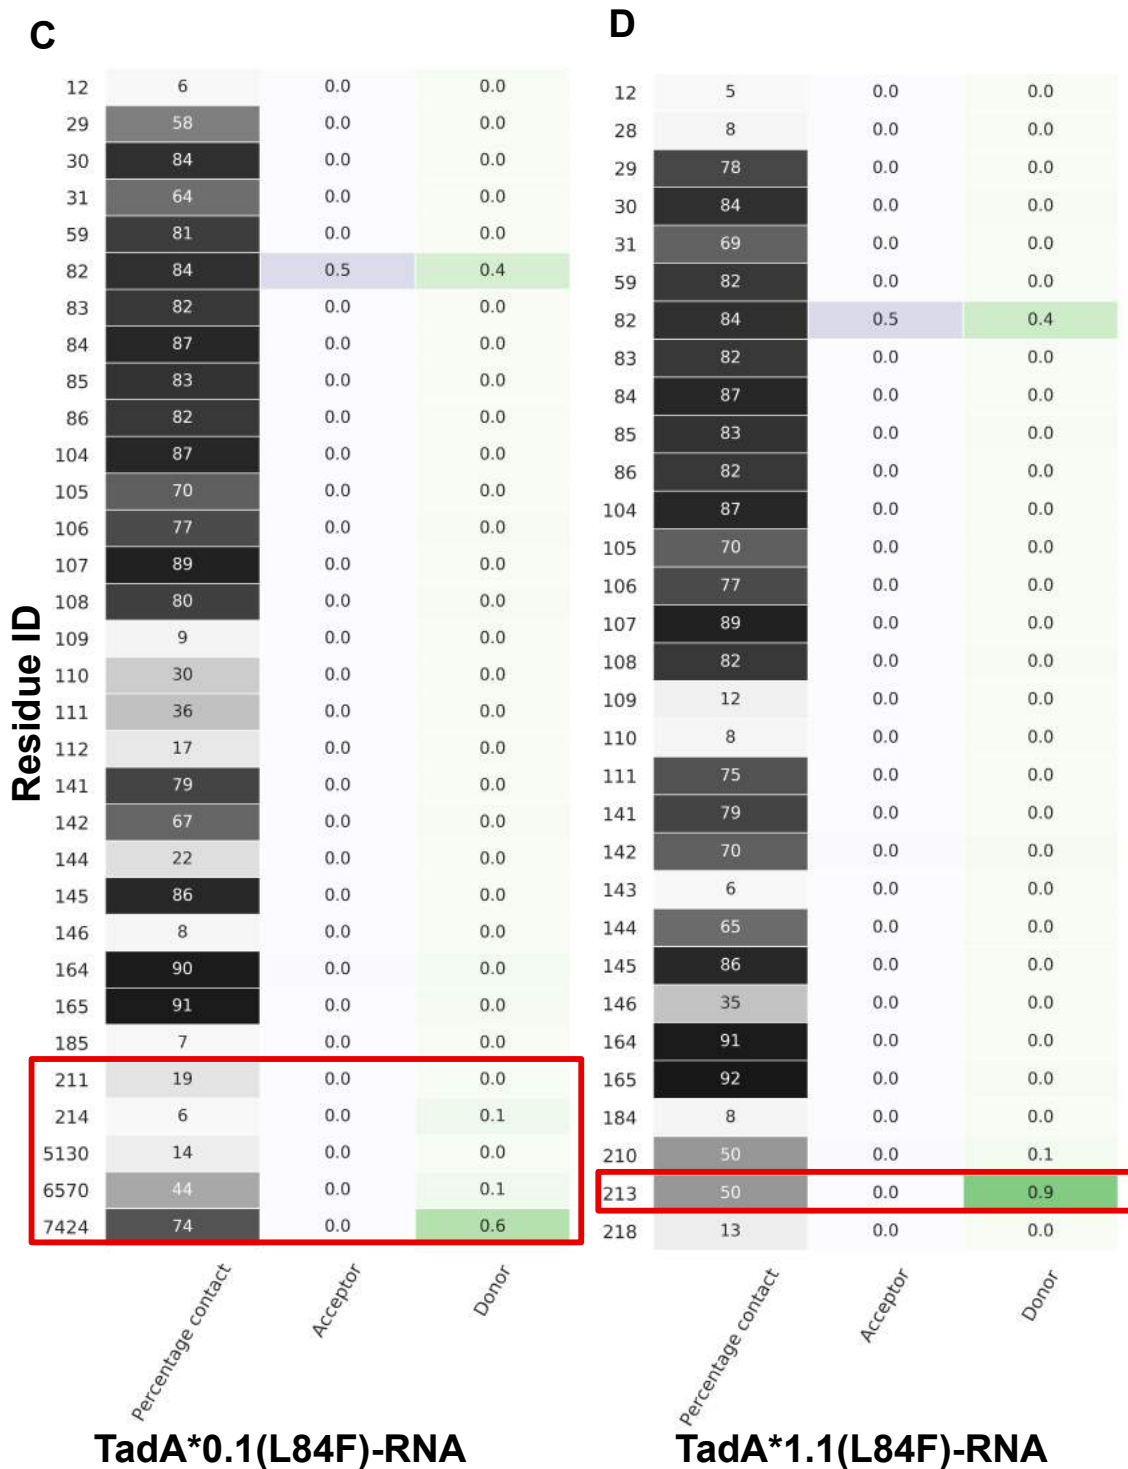 C
12 6 0.0 0.0
29 58 0.0 0.0
30 84 0.0 0.0
31 64 0.0 0.0
59 81 0.0 0.0
82 84 0.5 0.4
83 82 0.0 0.0
84 87 0.0 0.0
85 83 0.0 0.0
86 82 0.0 0.0
104 87 0.0 0.0
105 70 0.0 0.0
106 77 0.0 0.0
107 89 0.0 0.0
108 80 0.0 0.0
109 9 0.0 0.0
110 30 0.0 0.0
111 36 0.0 0.0
112 17 0.0 0.0
141 79 0.0 0.0
142 67 0.0 0.0
144 22 0.0 0.0
145 86 0.0 0.0
146 8 0.0 0.0
164 90 0.0 0.0
165 91 0.0 0.0
185 7 0.0 0.0
211 19 0.0 0.0
214 6 0.0 0.1
5130 14 0.0 0.0
6570 44 0.0 0.1
7424 74 0.0 0.6
Residue ID
Percentage contact
Acceptor
Donor
TadA*0.1(L84F)-RNA
D
12 5 0.0 0.0
28 8 0.0 0.0
29 78 0.0 0.0
30 84 0.0 0.0
31 69 0.0 0.0
59 82 0.0 0.0
82 84 0.5 0.4
83 82 0.0 0.0
84 87 0.0 0.0
85 83 0.0 0.0
86 82 0.0 0.0
104 87 0.0 0.0
105 70 0.0 0.0
106 77 0.0 0.0
107 89 0.0 0.0
108 82 0.0 0.0
109 12 0.0 0.0
110 8 0.0 0.0
111 75 0.0 0.0
141 79 0.0 0.0
142 70 0.0 0.0
143 6 0.0 0.0
144 65 0.0 0.0
145 86 0.0 0.0
146 35 0.0 0.0
164 91 0.0 0.0
165 92 0.0 0.0
184 8 0.0 0.0
210 50 0.0 0.1
213 50 0.0 0.9
218 13 0.0 0.0
Percentage contact
Acceptor
Donor
TadA*1.1(L84F)-RNA